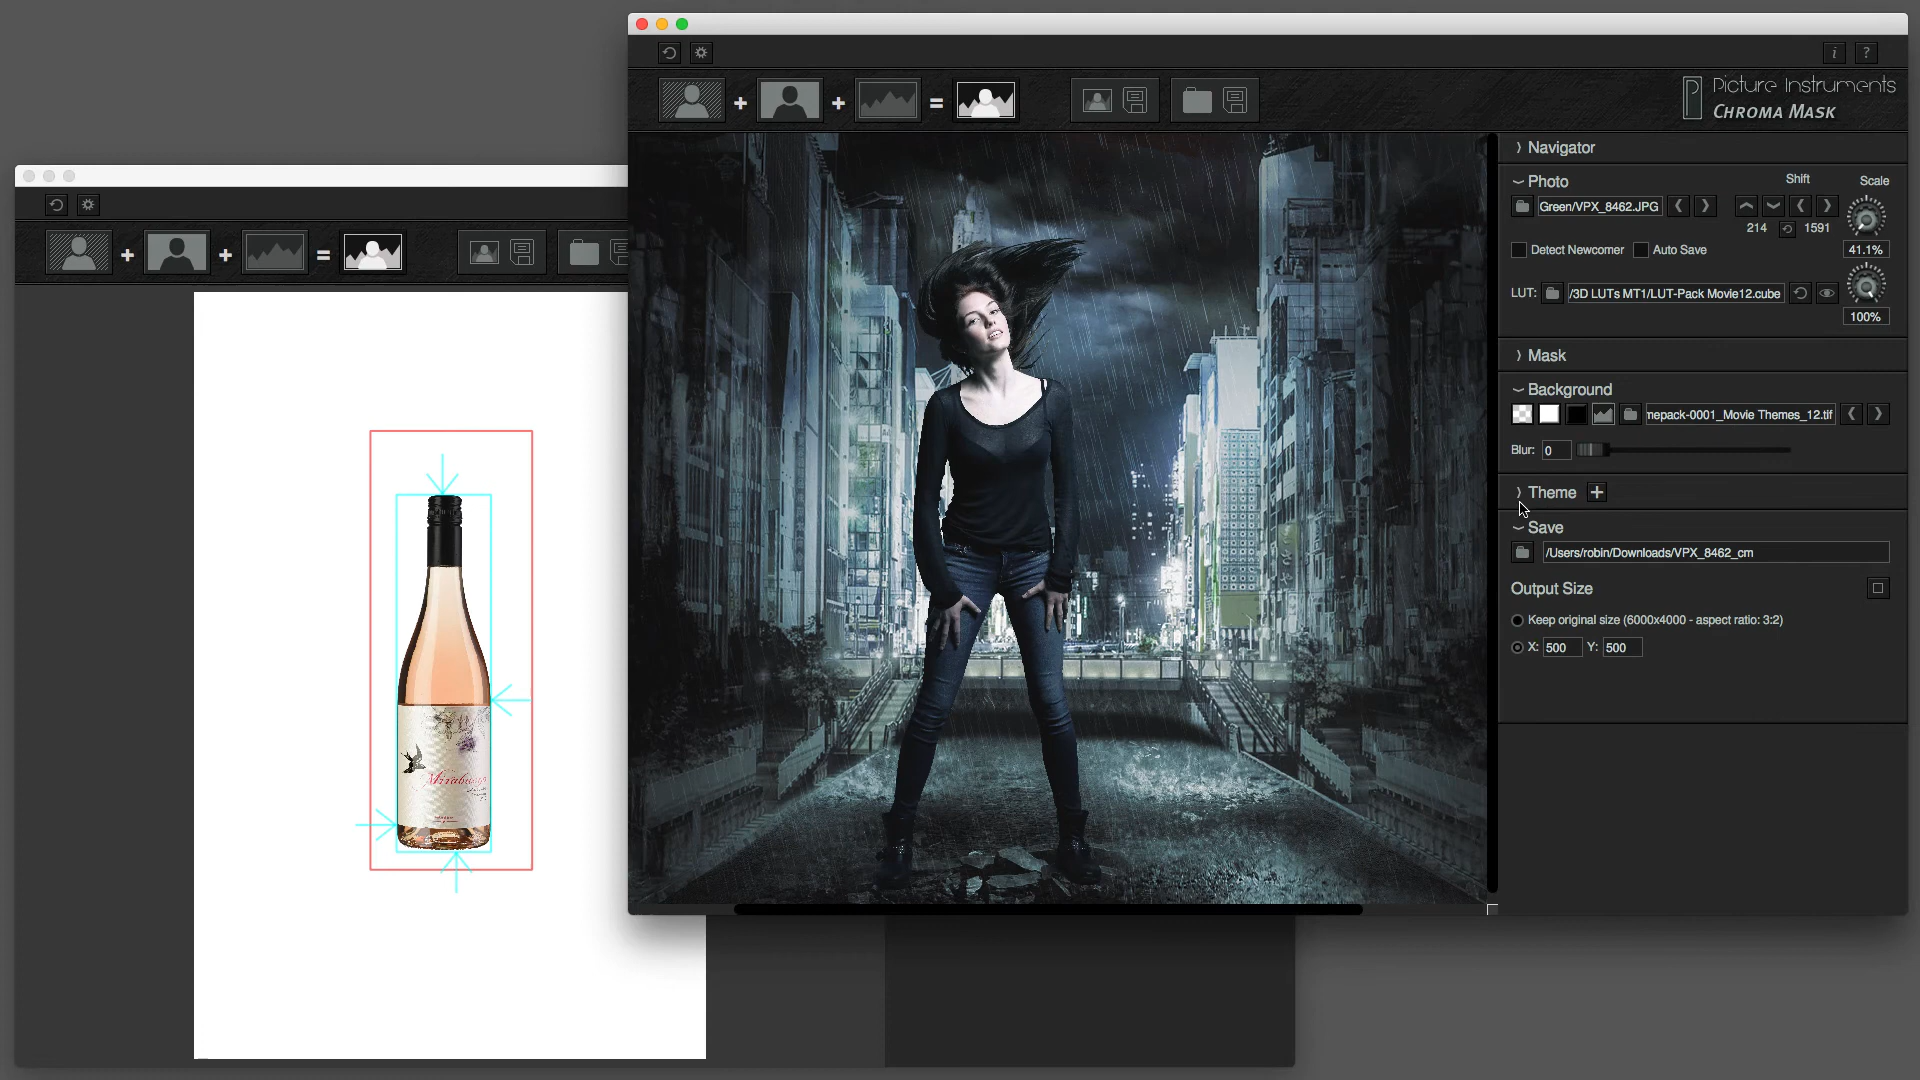 Picture Instruments
CHROMA MASK
Navigator
Photo
Shift
Scale
Green/VPX_8462.JPG
214
1591
Detect Newcomer
Auto Save
41.1%
LUT:
/3D LUTs MT1/LUT-Pack Movie12.cube
100%
Mask
Background
nepack-0001_Movie Themes_12.tif
Blur: 0
Theme
Save
/Users/robin/Downloads/VPX_8462_cm
Output Size
Keep original size (6000x4000 - aspect ratio: 3:2)
X: 500 Y: 500